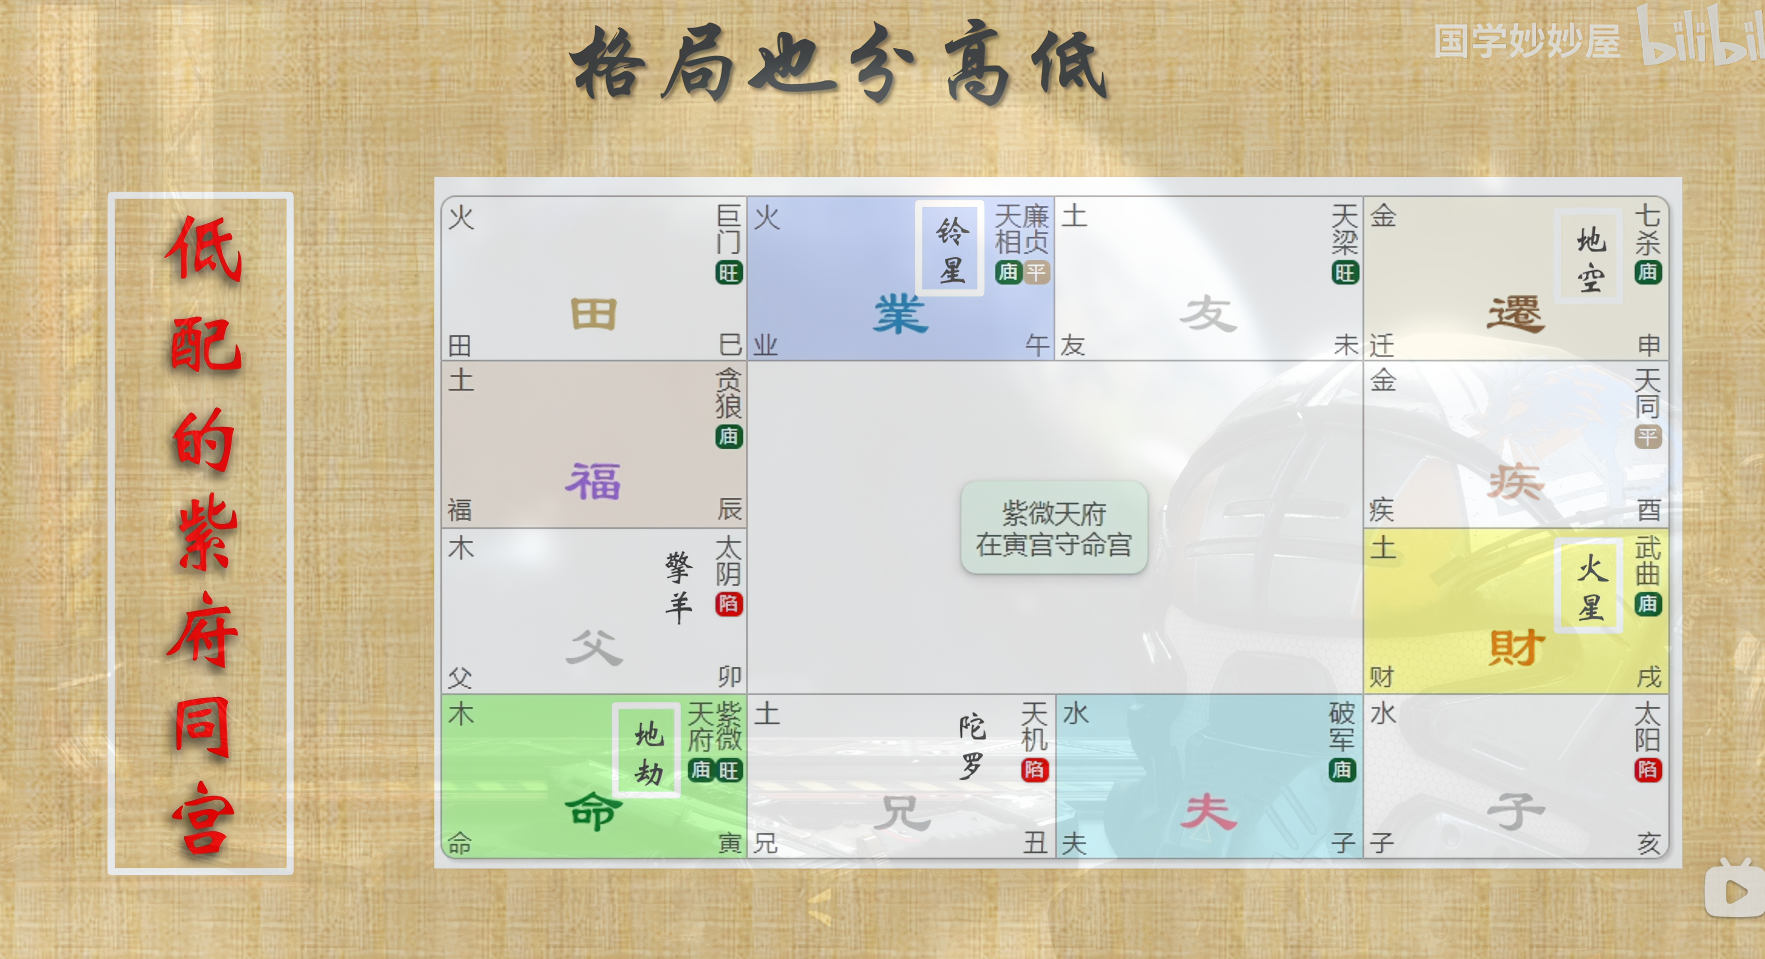 格局也分高低
国学妙妙屋 bilibil
低配的紫府同宫
火
巨门
旺
田
田
巳
火
铃星
天相
廉贞
庙
平
業
业
午
土
天梁
旺
友
友
未
金
地空
七杀
庙
遷
迁
申
土
贪狼
庙
福
福
辰
金
天同
平
疾
疾
酉
紫微天府
在寅宫守命宫
木
擎羊
太阴
陷
父
父
卯
土
火星
武曲
庙
財
财
戌
木
地劫
天府
紫微
庙
旺
命
命
寅
土
陀罗
天机
陷
兄
兄
丑
水
破军
庙
夫
夫
子
水
太阳
陷
子
子
亥